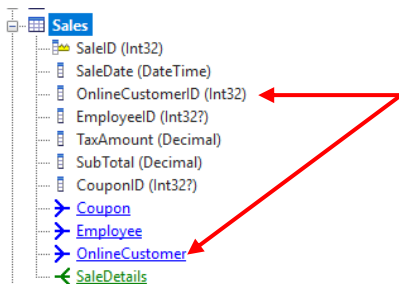 Sales
SaleID (Int32)
SaleDate (DateTime)
OnlineCustomerID (Int32)
EmployeeID (Int32?)
TaxAmount (Decimal)
SubTotal (Decimal)
CouponID (Int32?)
Coupon
Employee
OnlineCustomer
SaleDetails